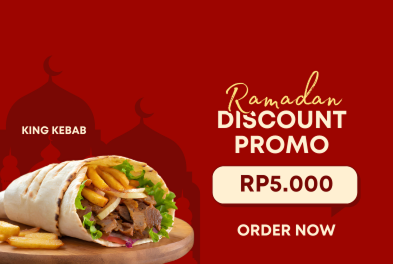 KING KEBAB
Ramadan
DISCOUNT
PROMO
RP5.000
ORDER NOW